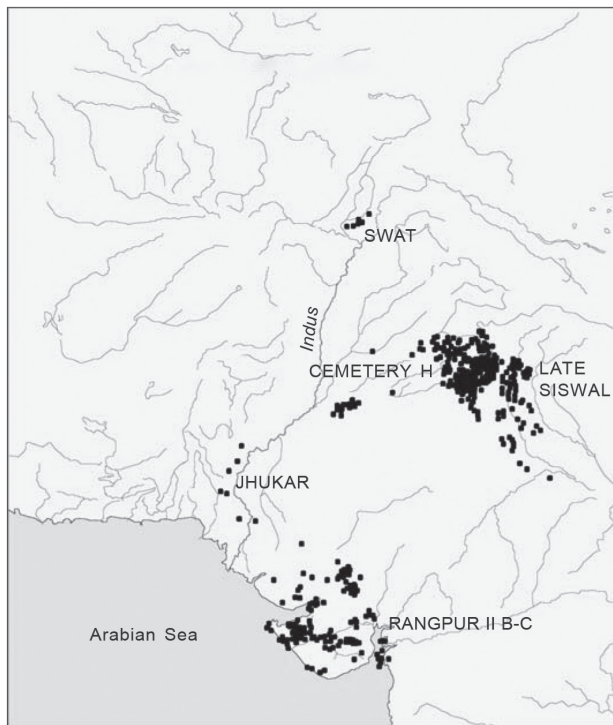 SWAT
Indus
CEMETERY H
LATE
SISWAL
JHUKAR
RANGPUR II B-C
Arabian Sea